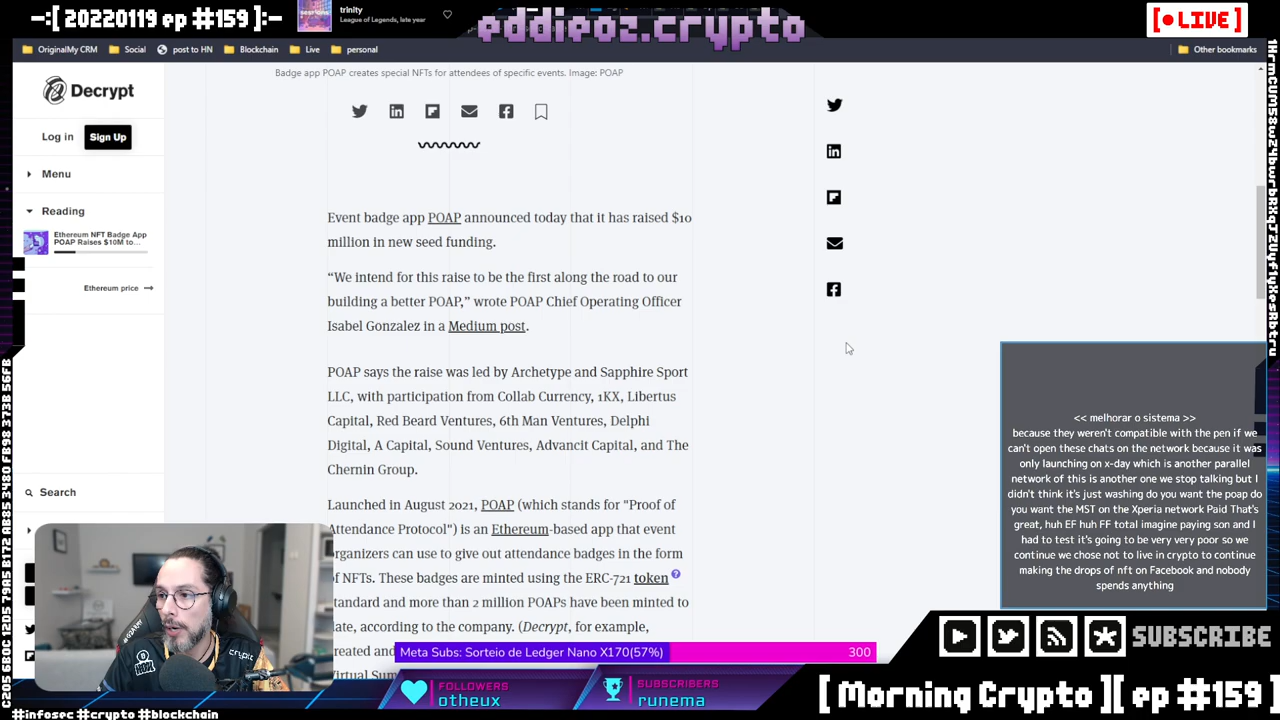 -:[ 20220119 ep #159 ]:-
trinity
League of Legends, late year
eddieoz.crypto
[ • LIVE ]
OriginalMy CRM
Social
post to HN
Blockchain
Live
personal
Other bookmarks
Decrypt
Log in
Sign Up
Menu
Reading
Ethereum NFT Badge App
POAP Raises $10M to...
Ethereum price
Search
Badge app POAP creates special NFTs for attendees of specific events. Image: POAP
Event badge app POAP announced today that it has raised $10
million in new seed funding.
“We intend for this raise to be the first along the road to our
building a better POAP,” wrote POAP Chief Operating Officer
Isabel Gonzalez in a Medium post.
POAP says the raise was led by Archetype and Sapphire Sport
LLC, with participation from Collab Currency, 1KX, Libertus
Capital, Red Beard Ventures, 6th Man Ventures, Delphi
Digital, A Capital, Sound Ventures, Advancit Capital, and The
Chernin Group.
Launched in August 2021, POAP (which stands for "Proof of
Attendance Protocol") is an Ethereum-based app that event
organizers can use to give out attendance badges in the form
of NFTs. These badges are minted using the ERC-721 token
standard and more than 2 million POAPs have been minted to
date, according to the company. (Decrypt, for example,
<< melhorar o sistema >>
because they weren't compatible with the pen if we
can't open these chats on the network because it was
only launching on x-day which is another parallel
network of this is another one we stop talking but I
didn't think it's just washing do you want the poap do
you want the MST on the Xperia network Paid That's
great, huh EF huh FF total imagine paying son and I
had to test it's going to be very very poor so we
continue we chose not to live in crypto to continue
making the drops of nft on Facebook and nobody
spends anything
Meta Subs: Sorteio de Ledger Nano X170(57%)
300
FOLLOWERS
otheux
SUBSCRIBERS
runema
SUBSCRIBE
[ Morning Crypto ][ ep #159 ]
#infosec #crypto #blockchain